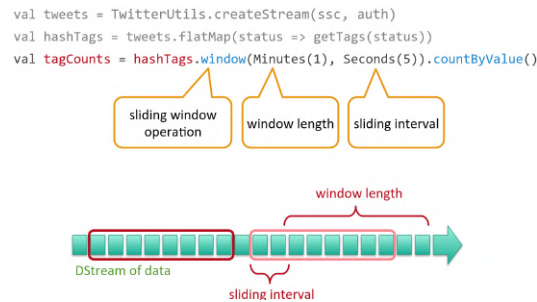 val tweets = TwitterUtils.createStream(ssc, auth)
val hashTags = tweets.flatMap(status => getTags(status))
val tagCounts = hashTags.window(Minutes(1), Seconds(5)).countByValue()
sliding window
operation
window length
sliding interval
window length
DStream of data
sliding interval